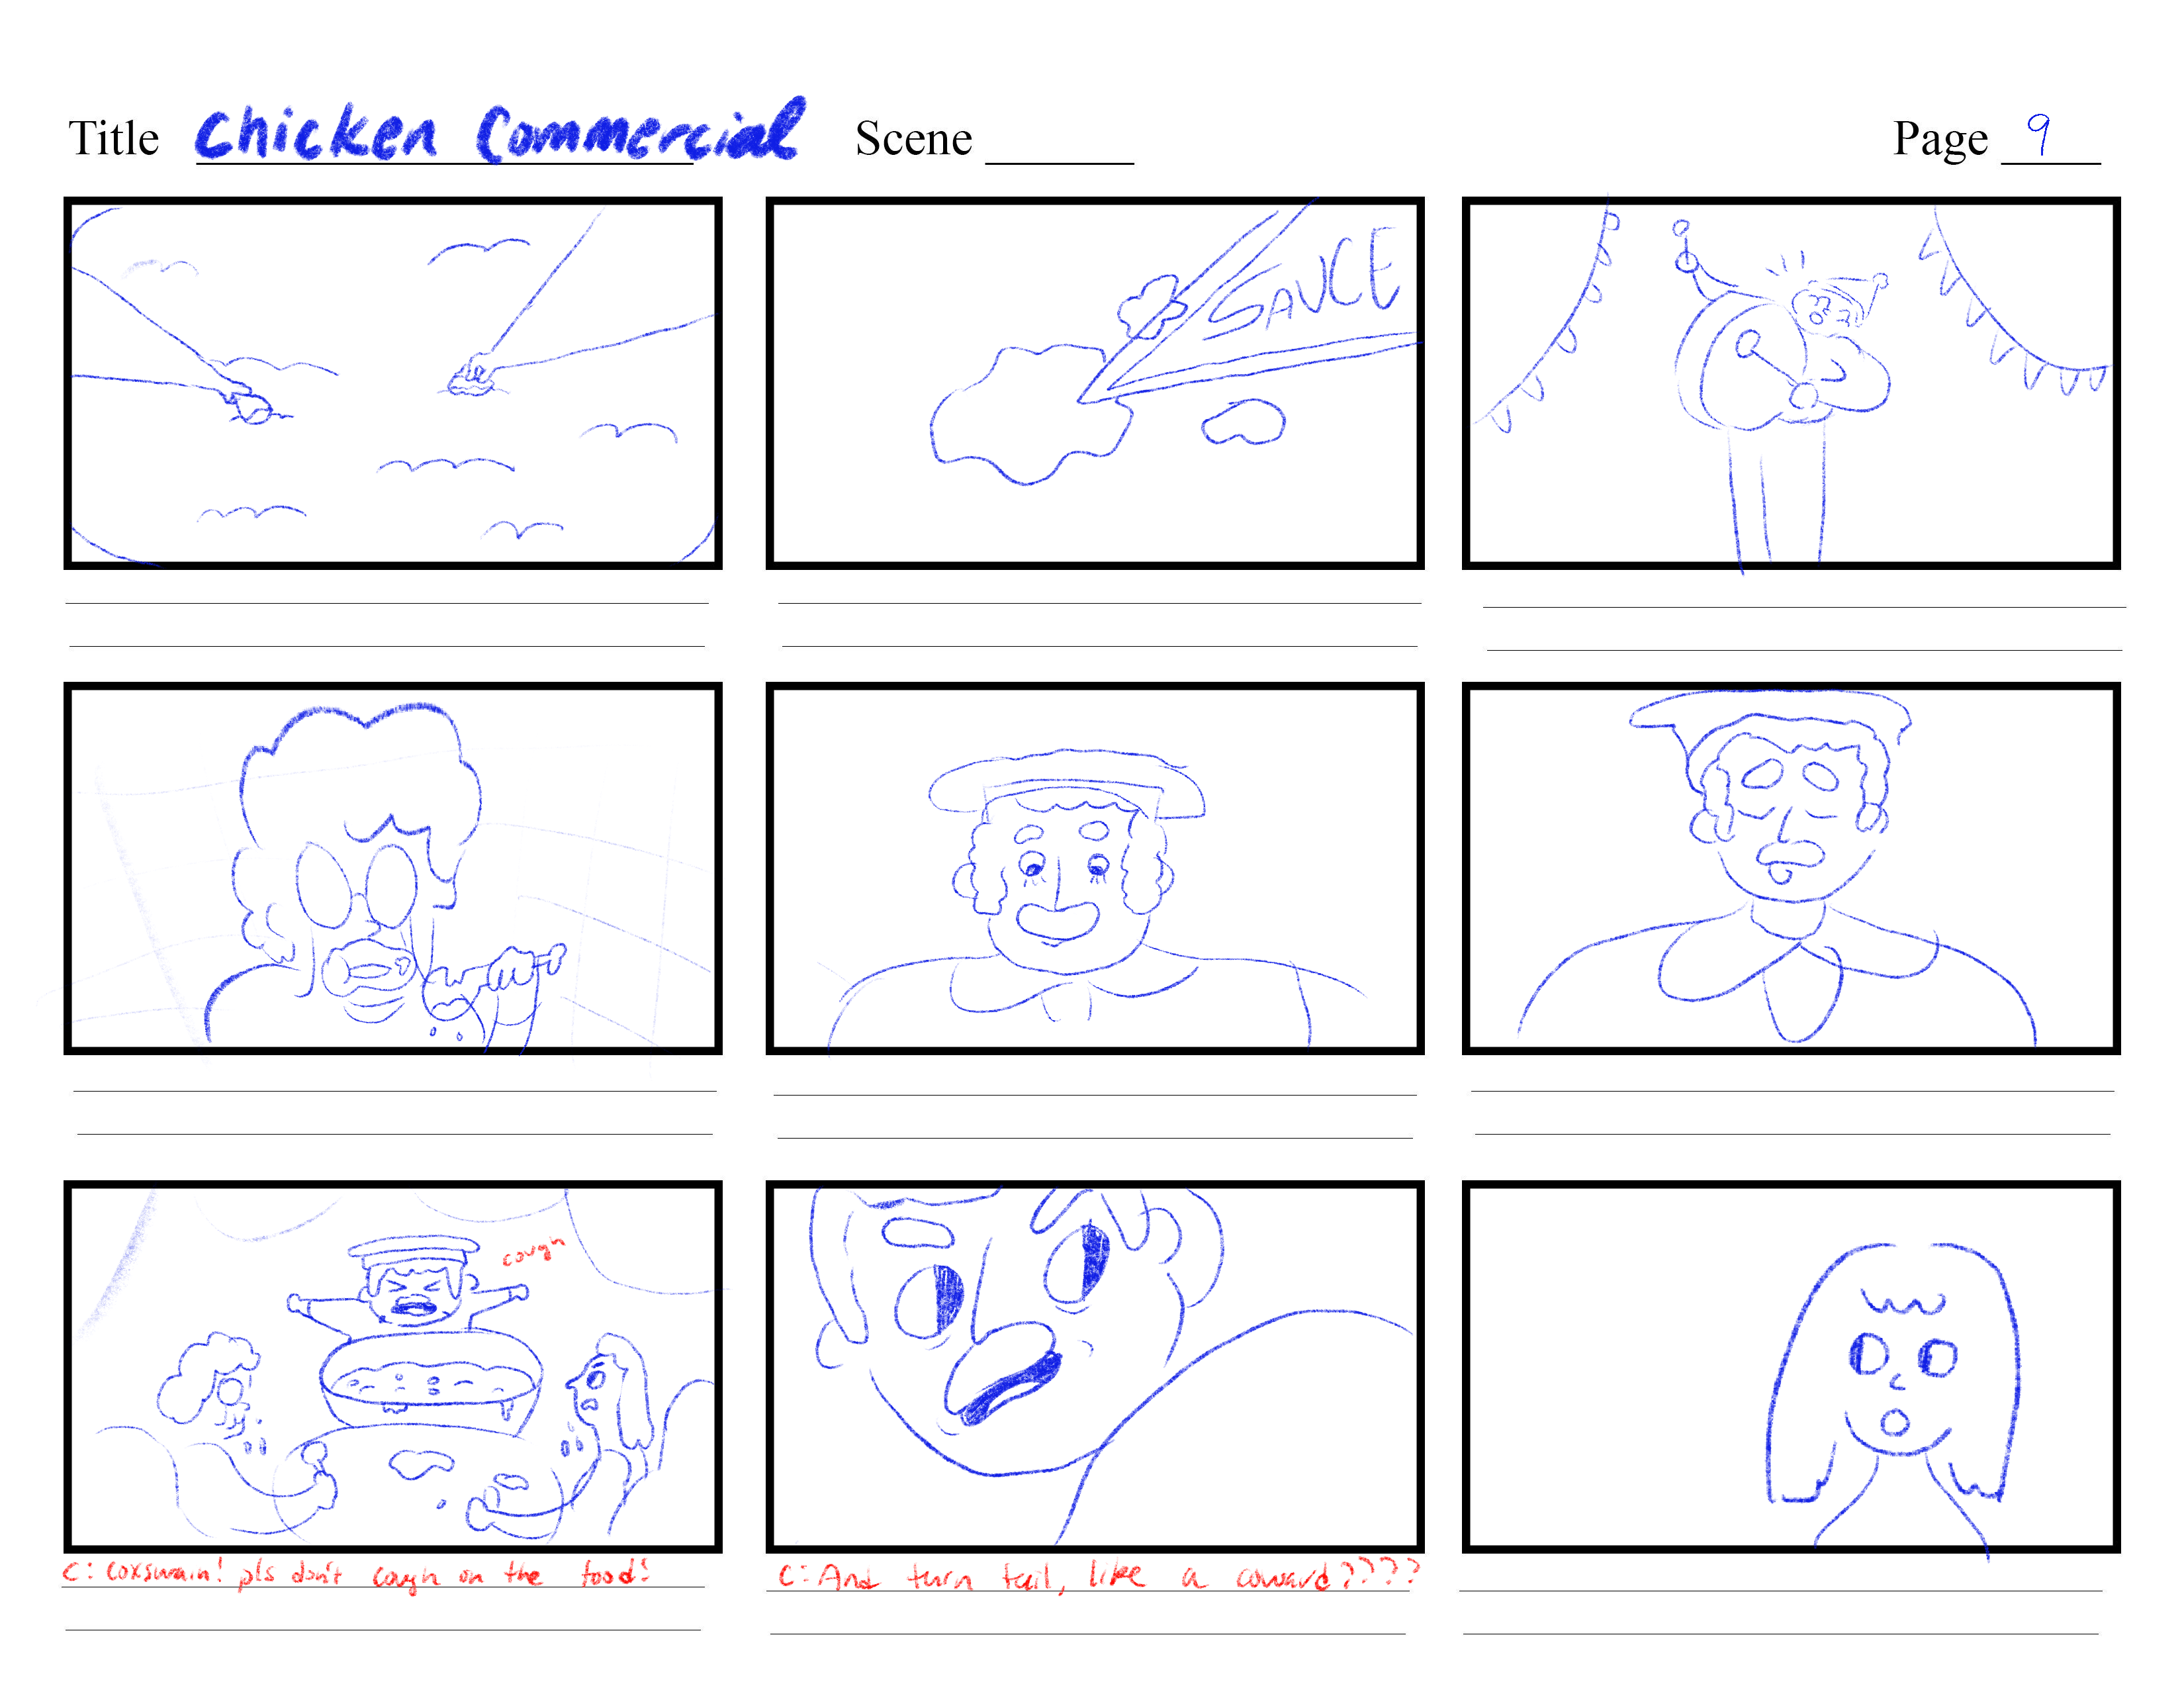 Title Chicken Commercial Scene Page 9
SAUCE
cough
C: Coxswain! pls don't cough on the food!
C: And turn tail, like a coward????